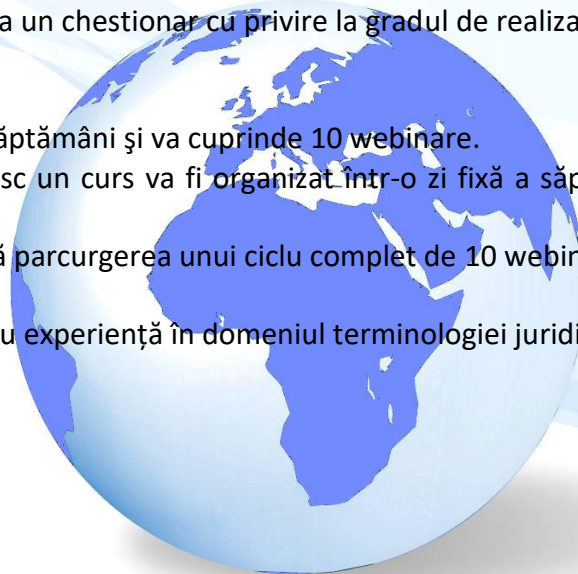 a un chestionar cu privire la gradul de realiza
ăptămâni şi va cuprinde 10 webinare.
sc un curs va fi organizat într-o zi fixă a săp
ă parcurgerea unui ciclu complet de 10 webin
u experiență în domeniul terminologiei juridi